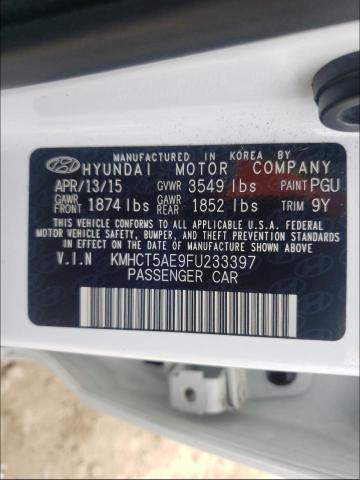 MANUFACTURED IN KOREA BY
HYUNDAI MOTOR COMPANY
APR/13/15 GVWR 3549 lbs PAINT PGU
GAWR FRONT 1874 lbs GAWR REAR 1852 lbs TRIM 9Y
THIS VEHICLE CONFORMS TO ALL APPLICABLE U.S.A. FEDERAL
MOTOR VEHICLE SAFETY, BUMPER, AND THEFT PREVENTION STANDARDS
IN EFFECT ON THE DATE OF MANUFACTURE SHOWN ABOVE.
V.I.N KMHCT5AE9FU233397
PASSENGER CAR